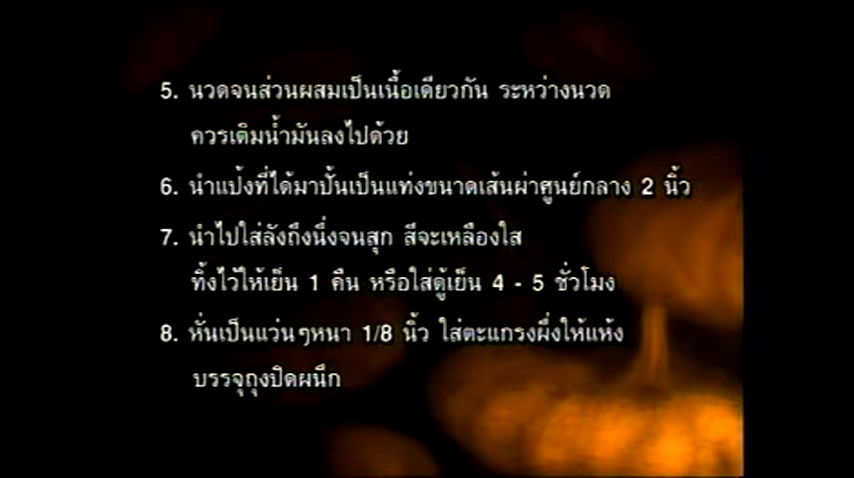 5. นวดจนส่วนผสมเป็นเนื้อเดียวกัน ระหว่างนวด
ควรเติมน้ำมันลงไปด้วย
6. นำแป้งที่ได้มาปั้นเป็นแท่งขนาดเส้นผ่าศูนย์กลาง 2 นิ้ว
7. นำไปใส่ลังถึงนึ่งจนสุก สีจะเหลืองใส
ทิ้งไว้ให้เย็น 1 คืน หรือใส่ตู้เย็น 4 - 5 ชั่วโมง
8. หั่นเป็นแว่นๆหนา 1/8 นิ้ว ใส่ตะแกรงผึ่งให้แห้ง
บรรจุถุงปิดผนึก